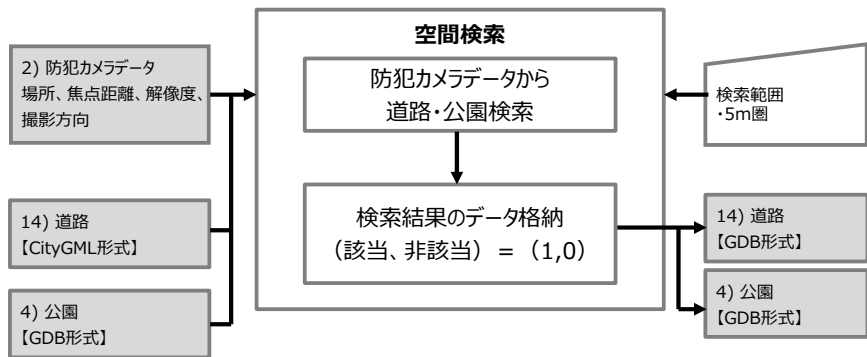 空間検索
2) 防犯カメラデータ
場所、焦点距離、解像度、
撮影方向
防犯カメラデータから
道路・公園検索
検索範囲
・5m圏
14) 道路
【CityGML形式】
検索結果のデータ格納
（該当、非該当）＝（1,0）
14) 道路
【GDB形式】
4) 公園
【GDB形式】
4) 公園
【GDB形式】